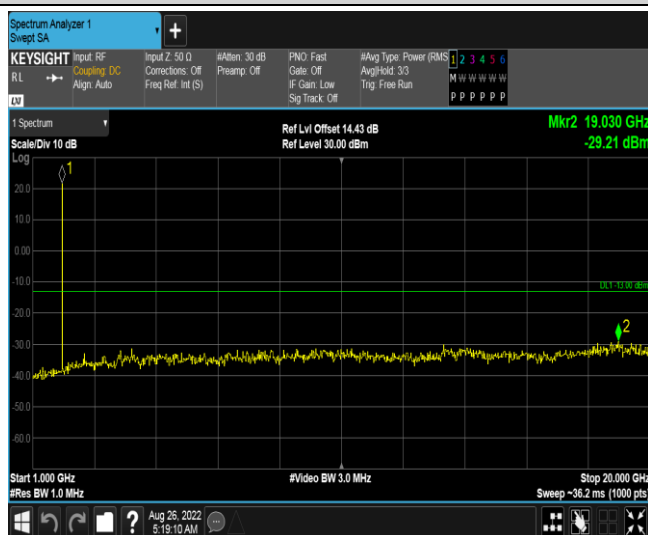 Spectrum Analyzer 1
Swept SA
+
KEYSIGHT
RL
LXI
Input: RF
Coupling: DC
Align: Auto
Input Z: 50 Ω
Corrections: Off
Freq Ref: Int (S)
#Atten: 30 dB
Preamp: Off
PNO: Fast
Gate: Off
IF Gain: Low
Sig Track: Off
#Avg Type: Power (RMS
Avg|Hold: 3/3
Trig: Free Run
1 2 3 4 5 6
M W W W W W
P P P P P P
1 Spectrum
Scale/Div 10 dB
Log
Ref Lvl Offset 14.43 dB
Ref Level 30.00 dBm
Mkr2 19.030 GHz
-29.21 dBm
1
20.0
10.0
0.00
-10.0
DL1 -13.00 dBm
-20.0
2
-30.0
-40.0
-50.0
-60.0
Start 1.000 GHz
#Res BW 1.0 MHz
#Video BW 3.0 MHz
Stop 20.000 GHz
Sweep ~36.2 ms (1000 pts)
?
Aug 26, 2022
5:19:10 AM